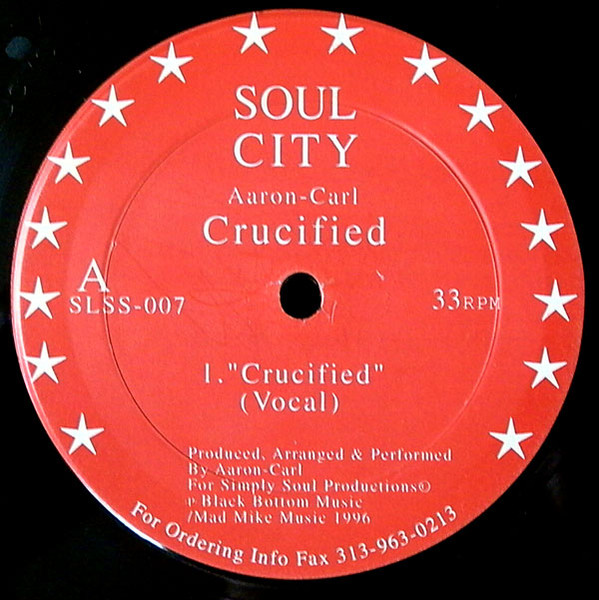 SOUL
CITY
Aaron-Carl
Crucified
A
SLSS-007
33RPM
1."Crucified"
(Vocal)
Produced, Arranged & Performed
By Aaron-Carl
For Simply Soul Productions©
℗ Black Bottom Music
/Mad Mike Music 1996
For Ordering Info Fax 313-963-0213